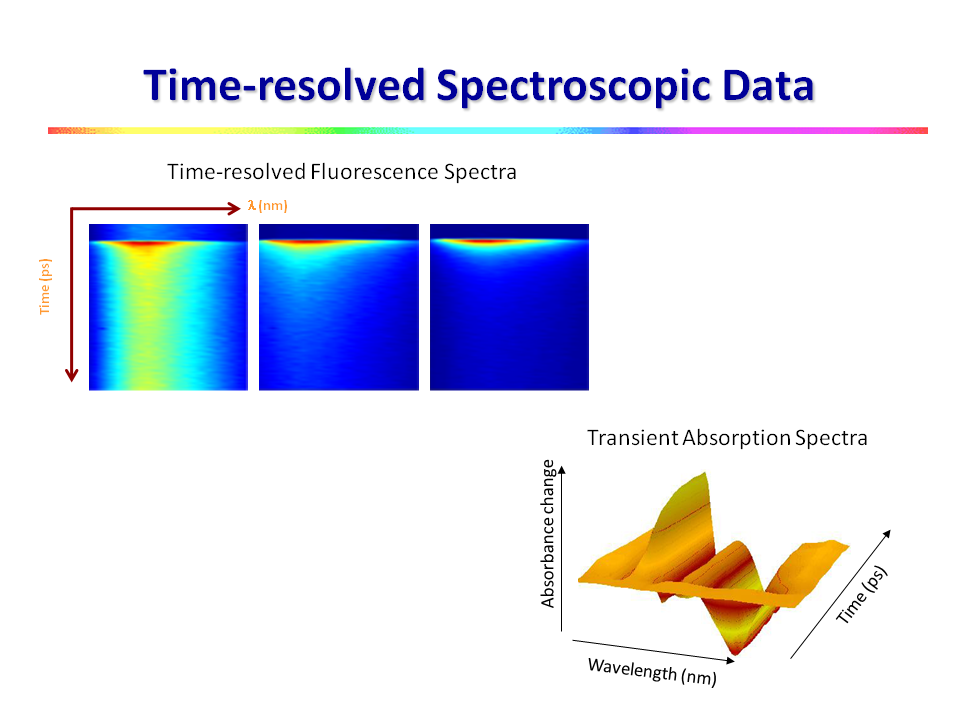 Time-resolved Spectroscopic Data
Time-resolved Fluorescence Spectra
λ (nm)
Time (ps)
Transient Absorption Spectra
Absorbance change
Time (ps)
Wavelength (nm)